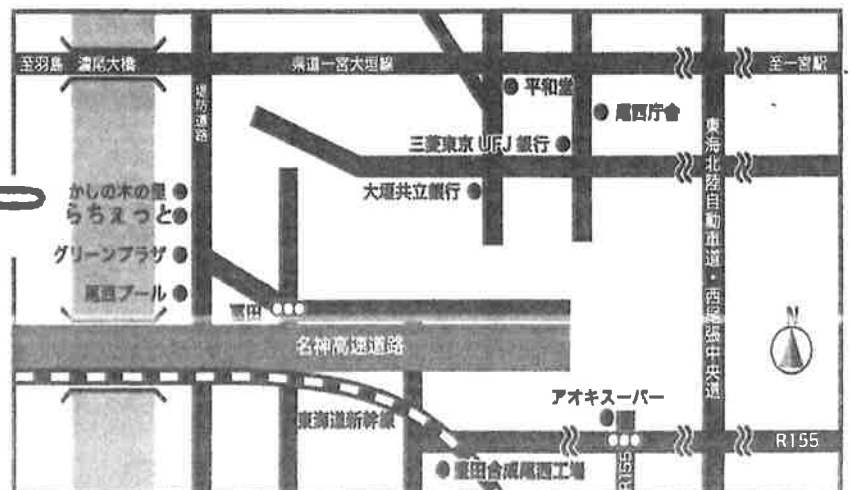 至羽島
濃尾大橋
県道一宮大垣線
至一宮駅
堤防道路
平和堂
尾西庁舎
三菱東京UFJ銀行
東海北陸自動車道・西尾張中央道
かしの木の里
大垣共立銀行
らちぇっと
グリーンプラザ
尾西プール
冨田
N
名神高速道路
アオキスーパー
東海道新幹線
R155
豊田合成尾西工場
R155